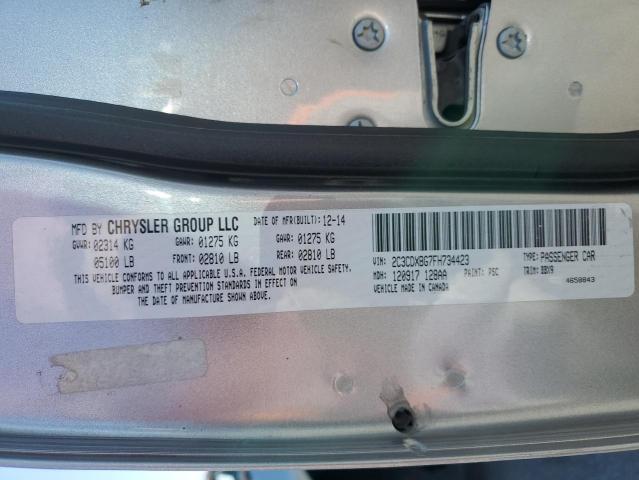 MFD BY CHRYSLER GROUP LLC DATE OF MFR(BUILT): 12-14
GVWR: 02314 KG GAWR: 01275 KG GAWR: 01275 KG
05100 LB FRONT: 02810 LB REAR: 02810 LB
THIS VEHICLE CONFORMS TO ALL APPLICABLE U.S.A. FEDERAL MOTOR VEHICLE SAFETY,
BUMPER AND THEFT PREVENTION STANDARDS IN EFFECT ON
THE DATE OF MANUFACTURE SHOWN ABOVE.
VIN: 2C3CDXBG7FH734423 TYPE: PASSENGER CAR
MDH: 120917 128AA PAINT: PSC TRIM: BBX9
VEHICLE MADE IN CANADA 4658043